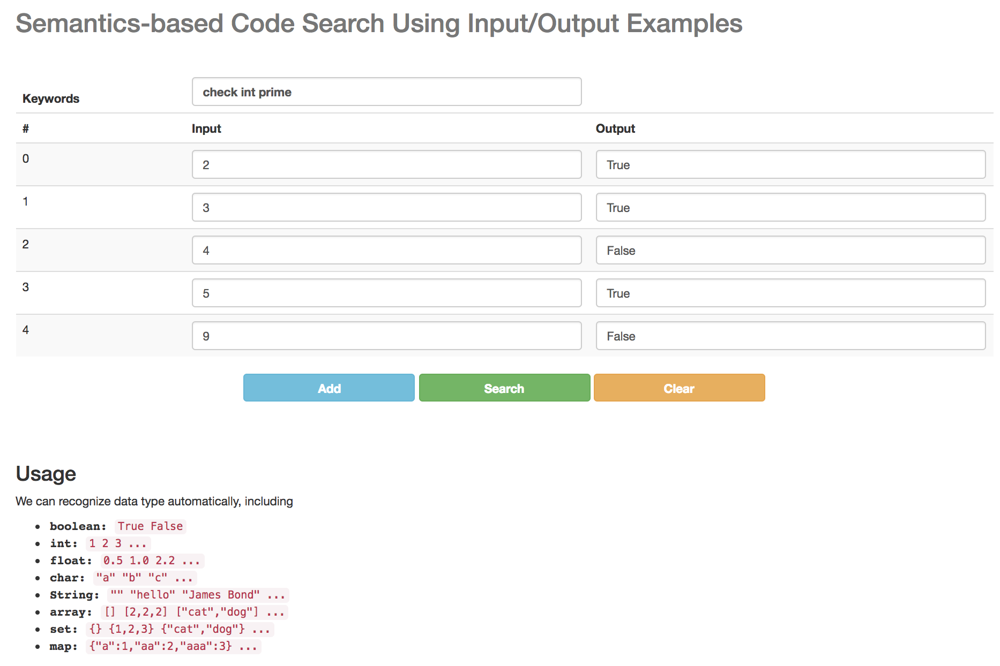 Semantics-based Code Search Using Input/Output Examples
Keywords check int prime
# Input Output
0 2 True
1 3 True
2 4 False
3 5 True
4 9 False
Add Search Clear
Usage
We can recognize data type automatically, including
• boolean: True False
• int: 1 2 3 ...
• float: 0.5 1.0 2.2 ...
• char: "a" "b" "c" ...
• String: "" "hello" "James Bond" ...
• array: [] [2,2,2] ["cat","dog"] ...
• set: {} {1,2,3} {"cat","dog"} ...
• map: {"a":1,"aa":2,"aaa":3} ...